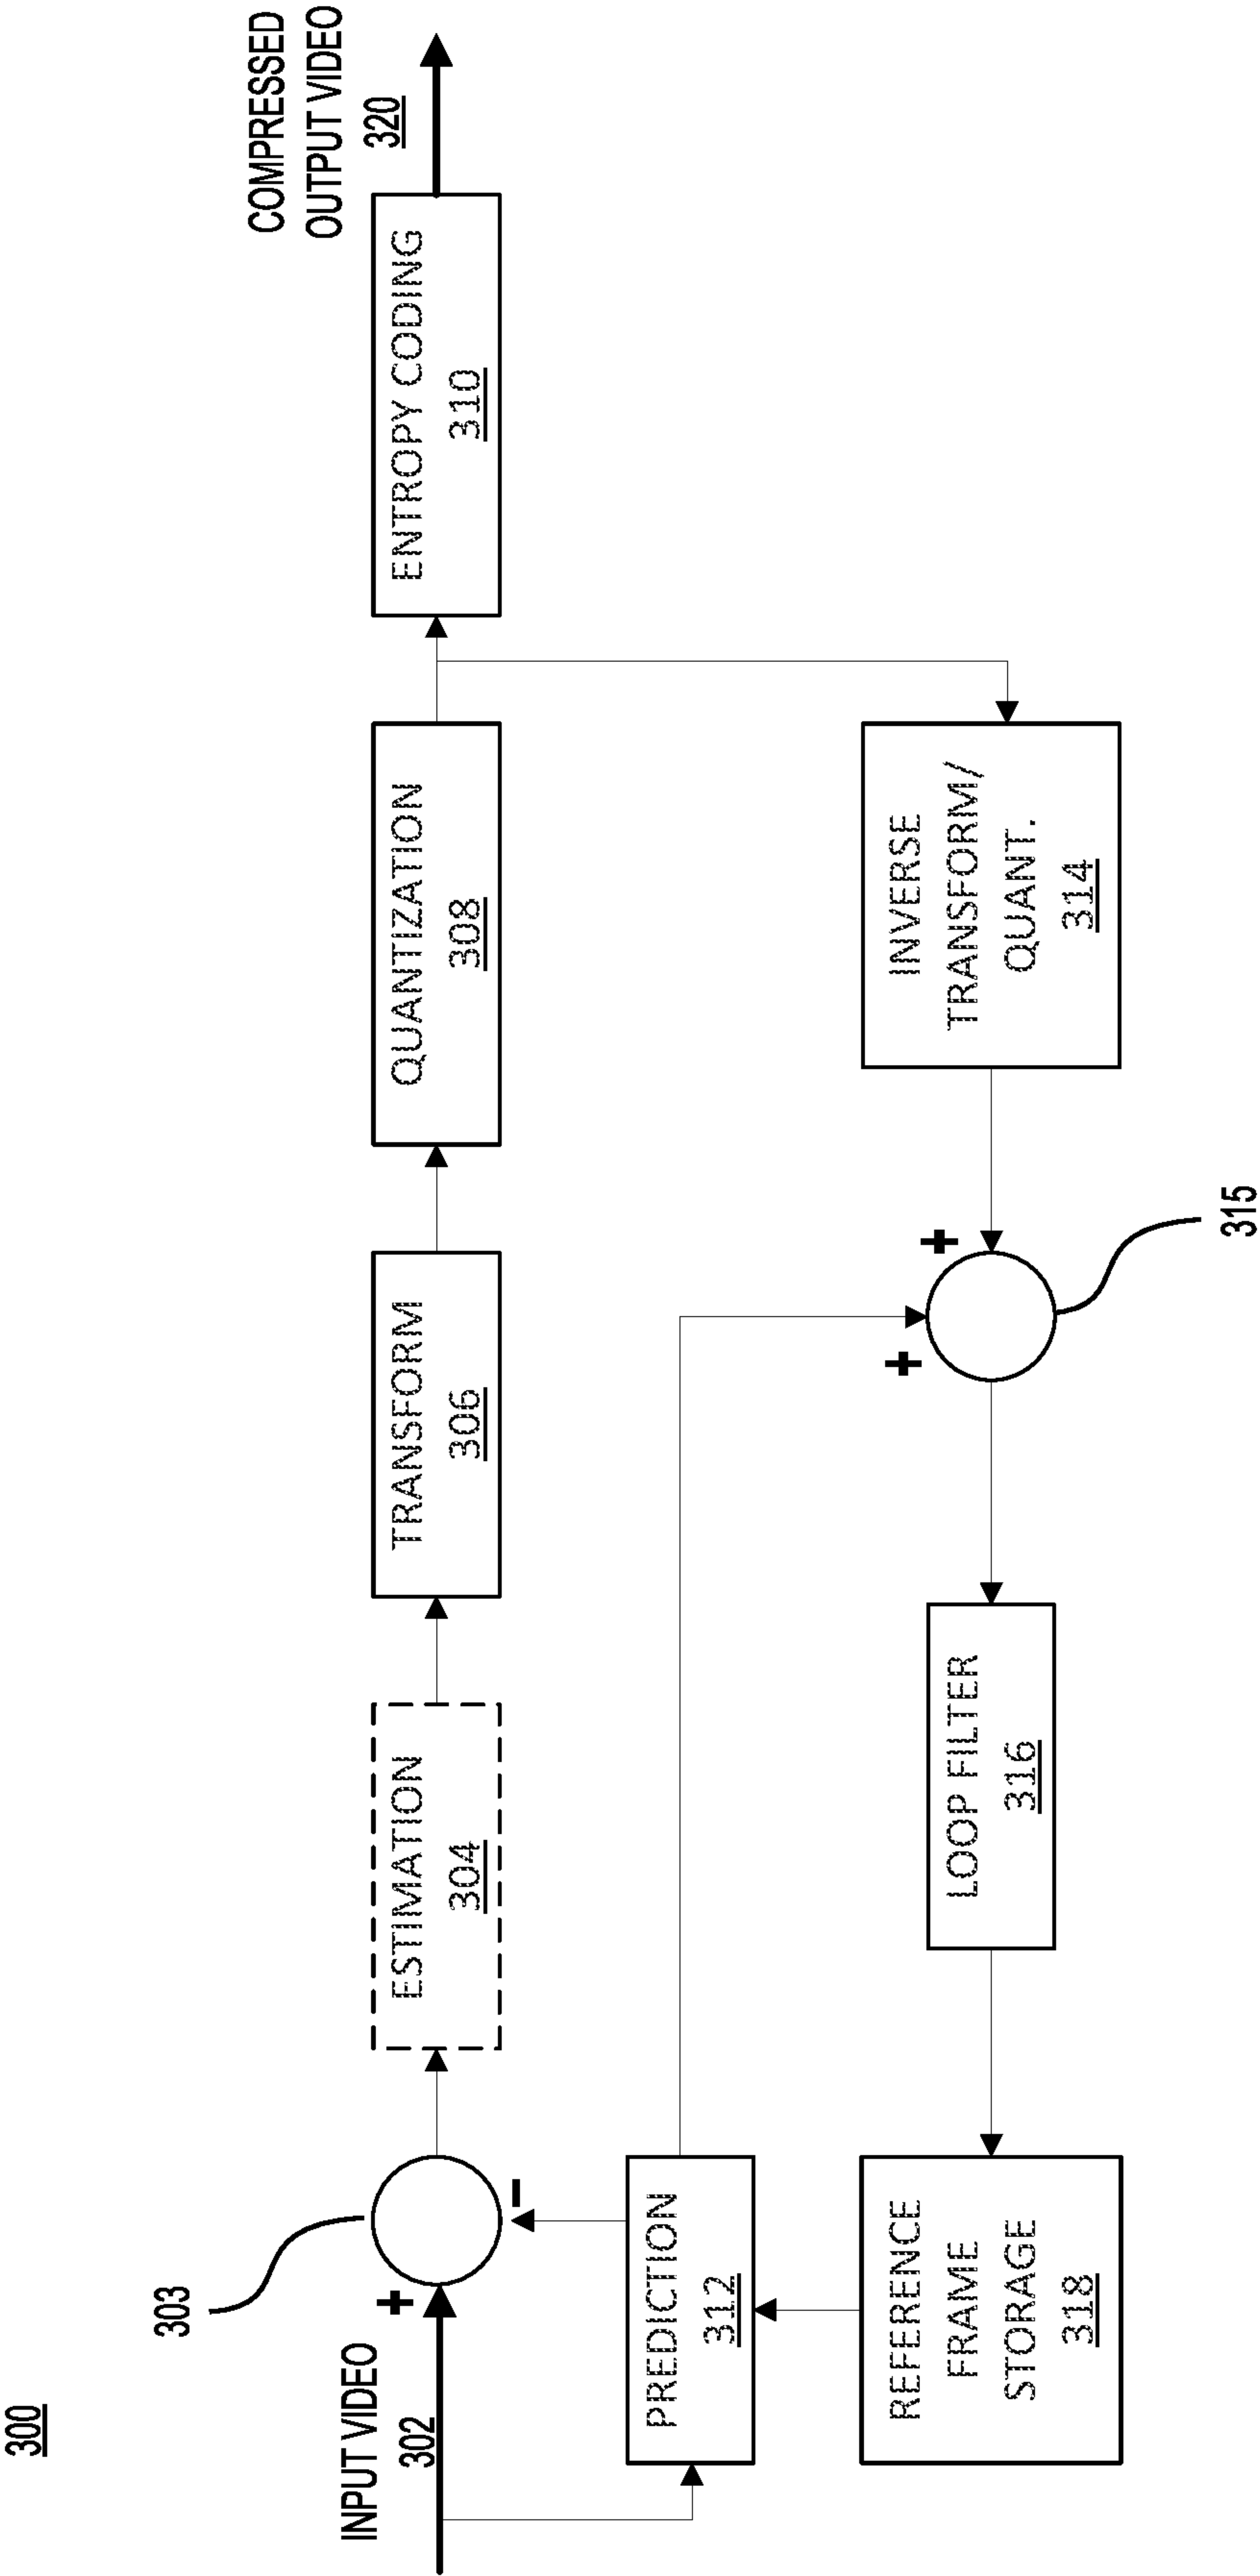 300
INPUT VIDEO
302
+
303
−
ESTIMATION
304
TRANSFORM
306
QUANTIZATION
308
ENTROPY CODING
310
COMPRESSED
OUTPUT VIDEO
320
PREDICTION
312
+
+
315
INVERSE
TRANSFORM/
QUANT.
314
LOOP FILTER
316
REFERENCE
FRAME
STORAGE
318